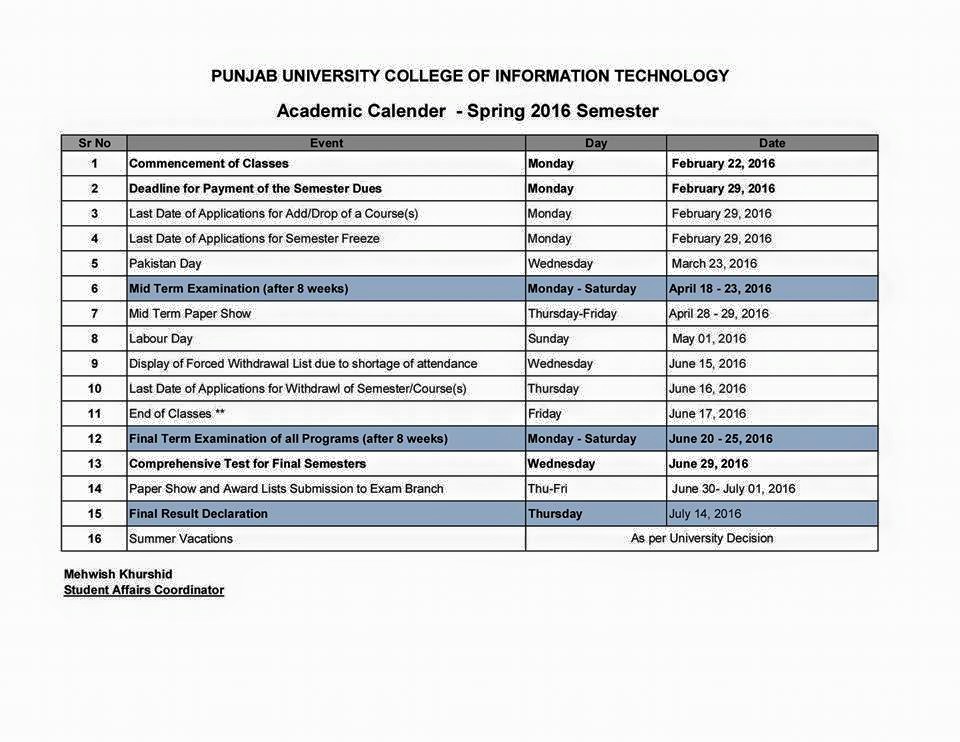 PUNJAB UNIVERSITY COLLEGE OF INFORMATION TECHNOLOGY
Academic Calender - Spring 2016 Semester
Sr No Event Day Date
1 Commencement of Classes Monday February 22, 2016
2 Deadline for Payment of the Semester Dues Monday February 29, 2016
3 Last Date of Applications for Add/Drop of a Course(s) Monday February 29, 2016
4 Last Date of Applications for Semester Freeze Monday February 29, 2016
5 Pakistan Day Wednesday March 23, 2016
6 Mid Term Examination (after 8 weeks) Monday - Saturday April 18 - 23, 2016
7 Mid Term Paper Show Thursday-Friday April 28 - 29, 2016
8 Labour Day Sunday May 01, 2016
9 Display of Forced Withdrawal List due to shortage of attendance Wednesday June 15, 2016
10 Last Date of Applications for Withdrawl of Semester/Course(s) Thursday June 16, 2016
11 End of Classes ** Friday June 17, 2016
12 Final Term Examination of all Programs (after 8 weeks) Monday - Saturday June 20 - 25, 2016
13 Comprehensive Test for Final Semesters Wednesday June 29, 2016
14 Paper Show and Award Lists Submission to Exam Branch Thu-Fri June 30- July 01, 2016
15 Final Result Declaration Thursday July 14, 2016
16 Summer Vacations As per University Decision
Mehwish Khurshid
Student Affairs Coordinator